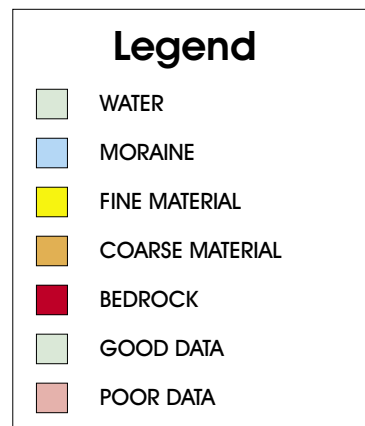 Legend
WATER
MORAINE
FINE MATERIAL
COARSE MATERIAL
BEDROCK
GOOD DATA
POOR DATA